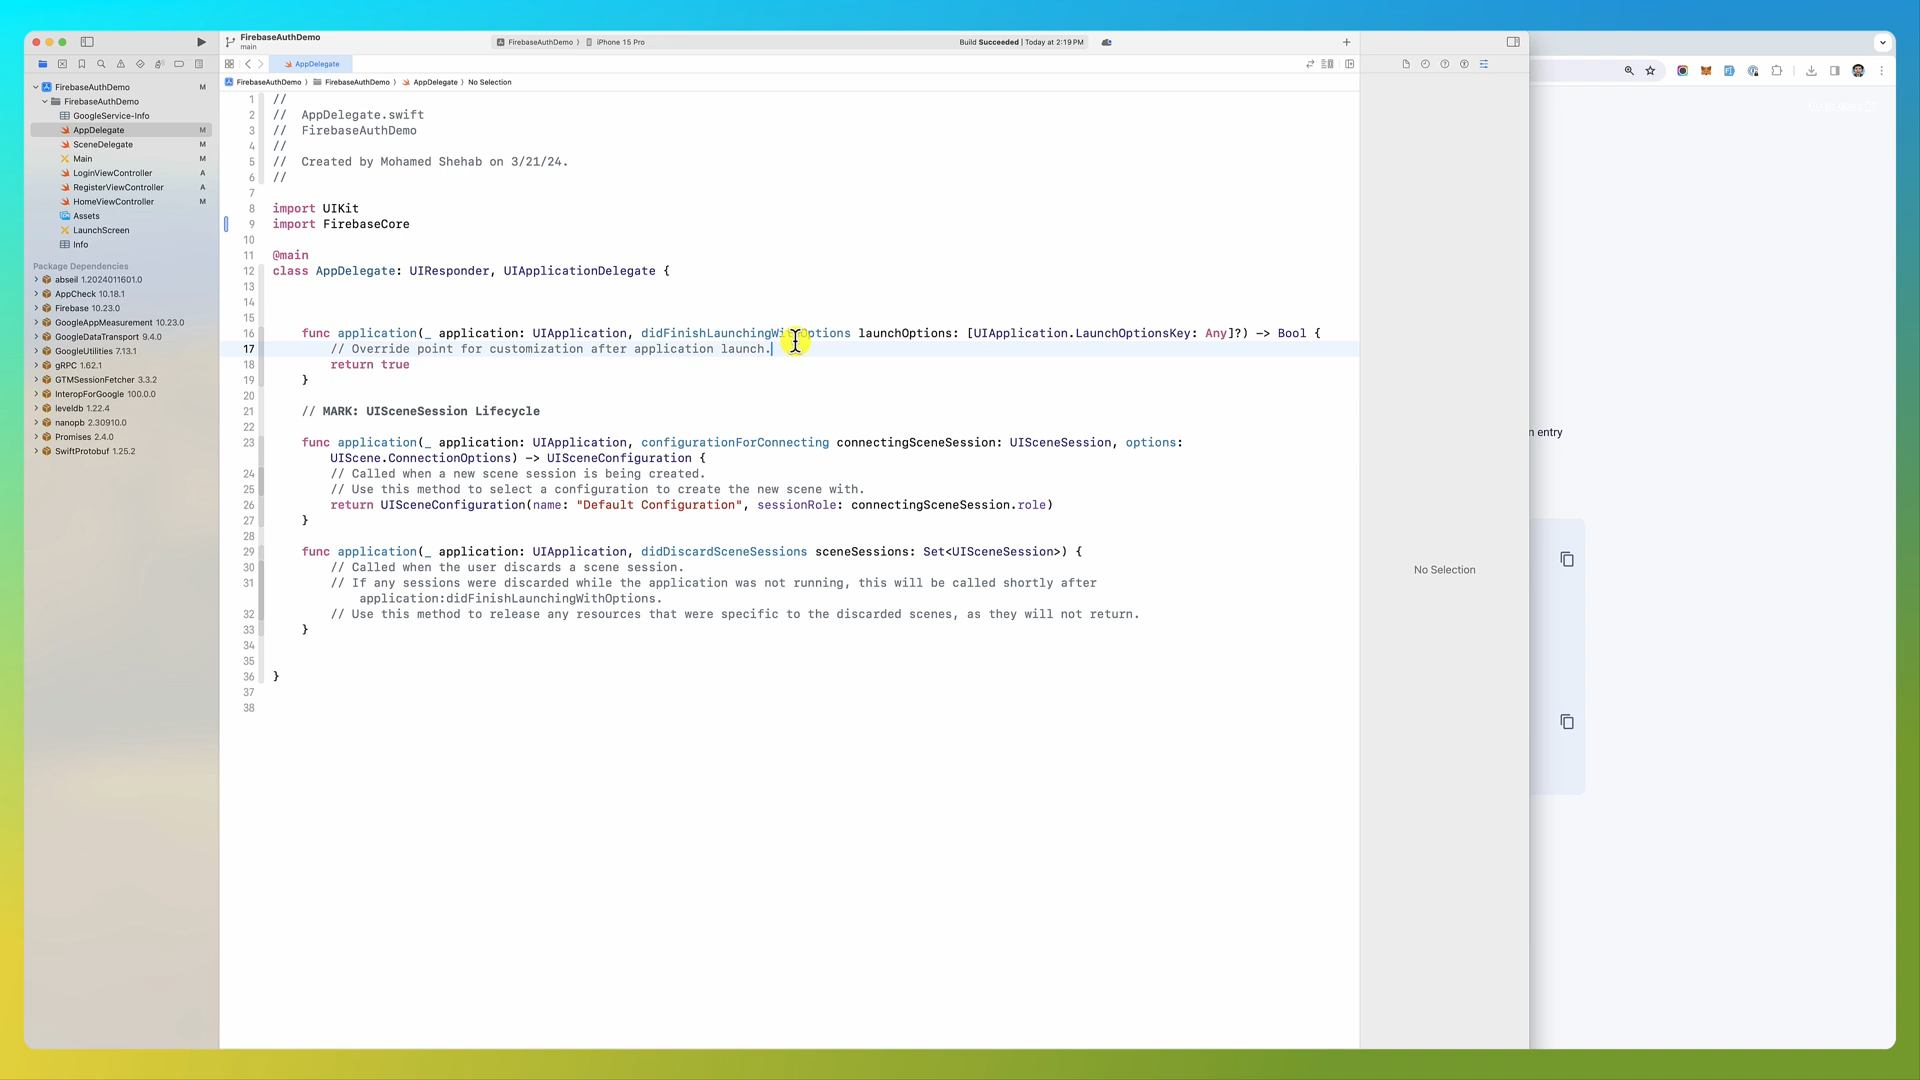 FirebaseAuthDemo
main
FirebaseAuthDemo
iPhone 15 Pro
Build Succeeded | Today at 2:19 PM
AppDelegate
FirebaseAuthDemo
FirebaseAuthDemo
AppDelegate
No Selection
FirebaseAuthDemo M
FirebaseAuthDemo
GoogleService-Info
AppDelegate M
SceneDelegate M
Main M
LoginViewController A
RegisterViewController A
HomeViewController M
Assets
LaunchScreen
Info
Package Dependencies
abseil 1.2024011601.0
AppCheck 10.18.1
Firebase 10.23.0
GoogleAppMeasurement 10.23.0
GoogleDataTransport 9.4.0
GoogleUtilities 7.13.1
gRPC 1.62.1
GTMSessionFetcher 3.3.2
InteropForGoogle 100.0.0
leveldb 1.22.4
nanopb 2.30910.0
Promises 2.4.0
SwiftProtobuf 1.25.2
1 //
2 // AppDelegate.swift
3 // FirebaseAuthDemo
4 //
5 // Created by Mohamed Shehab on 3/21/24.
6 //
7
8 import UIKit
9 import FirebaseCore
10
11 @main
12 class AppDelegate: UIResponder, UIApplicationDelegate {
13
14
15
16 func application(_ application: UIApplication, didFinishLaunchingWithOptions launchOptions: [UIApplication.LaunchOptionsKey: Any]?) -> Bool {
17 // Override point for customization after application launch.
18 return true
19 }
20
21 // MARK: UISceneSession Lifecycle
22
23 func application(_ application: UIApplication, configurationForConnecting connectingSceneSession: UISceneSession, options:
UIScene.ConnectionOptions) -> UISceneConfiguration {
24 // Called when a new scene session is being created.
25 // Use this method to select a configuration to create the new scene with.
26 return UISceneConfiguration(name: "Default Configuration", sessionRole: connectingSceneSession.role)
27 }
28
29 func application(_ application: UIApplication, didDiscardSceneSessions sceneSessions: Set<UISceneSession>) {
30 // Called when the user discards a scene session.
31 // If any sessions were discarded while the application was not running, this will be called shortly after
application:didFinishLaunchingWithOptions.
32 // Use this method to release any resources that were specific to the discarded scenes, as they will not return.
33 }
34
35
36 }
37
38
No Selection
n entry